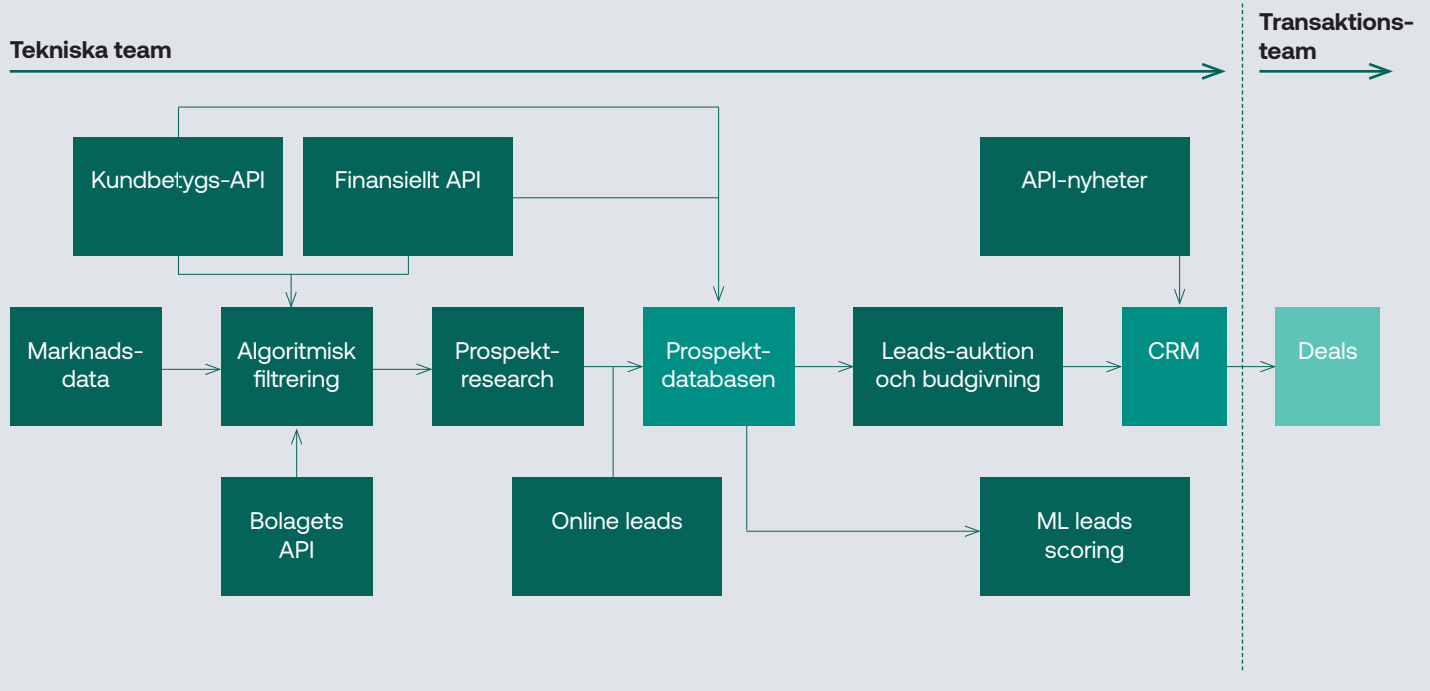 Tekniska team
Transaktions-
team
Kundbetygs-API
Finansiellt API
API-nyheter
Marknads-
data
Algoritmisk
filtrering
Prospekt-
research
Prospekt-
databasen
Leads-auktion
och budgivning
CRM
Deals
Bolagets
API
Online leads
ML leads
scoring